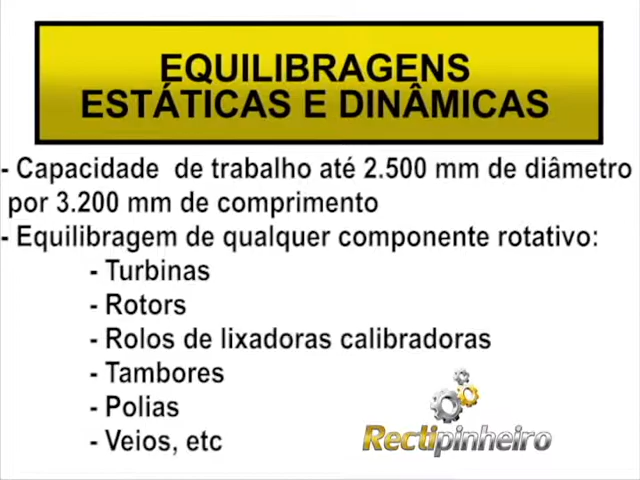 EQUILIBRAGENS
ESTÁTICAS E DINÂMICAS
- Capacidade de trabalho até 2.500 mm de diâmetro
por 3.200 mm de comprimento
- Equilibragem de qualquer componente rotativo:
- Turbinas
- Rotors
- Rolos de lixadoras calibradoras
- Tambores
- Polias
- Veios, etc
Rectipinheiro